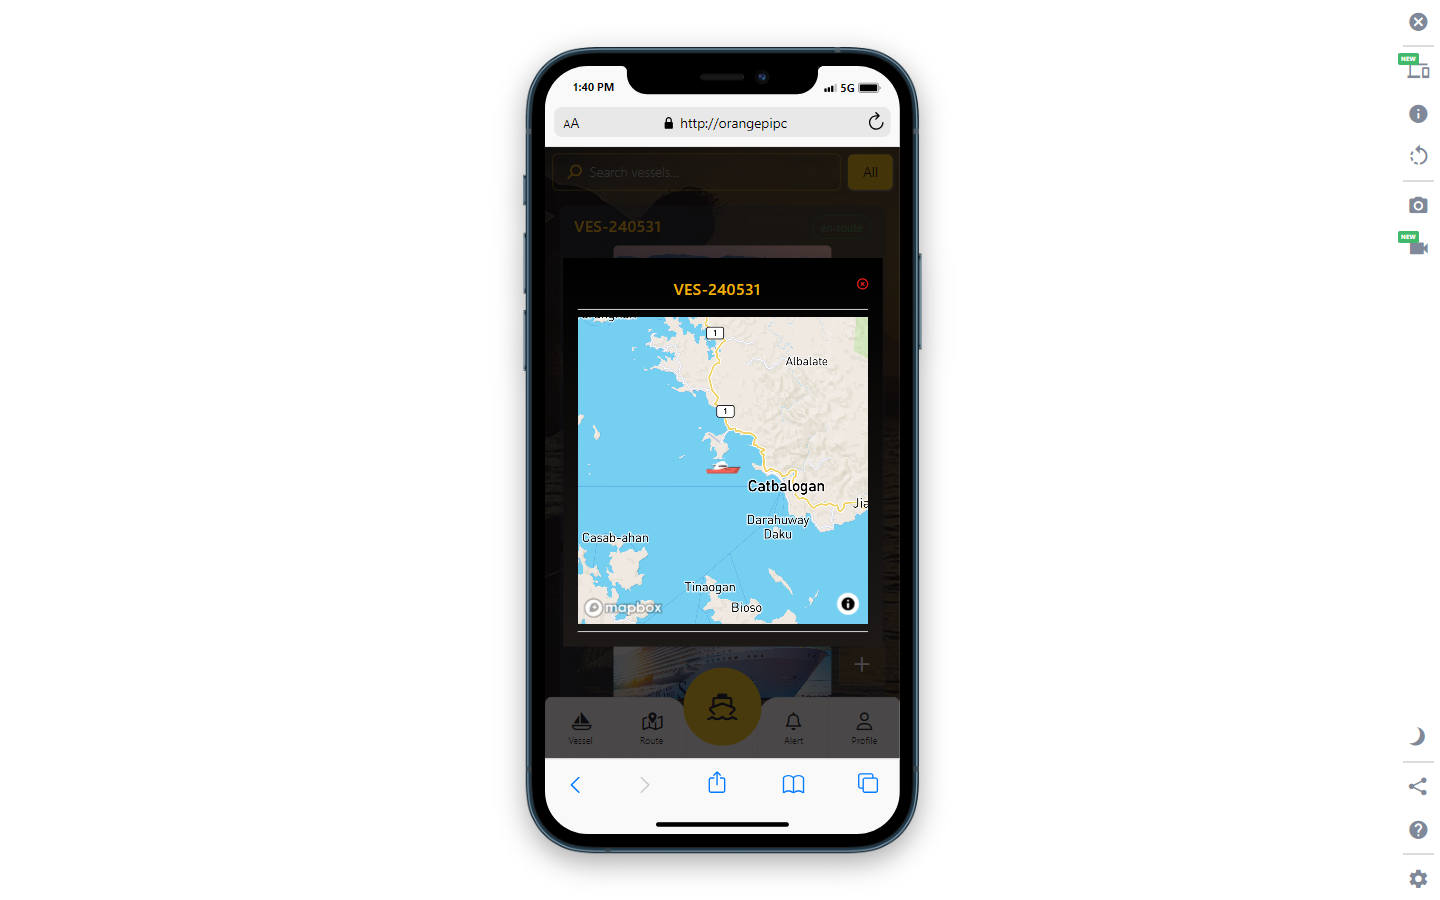 NEW
NEW
1:40 PM
5G
AA
http://orangepipc
Search vessels...
All
VES-240531
en-route
VES-240531
1
Albalate
1
Catbalogan
Jia
Darahuway
Daku
Casab-ahan
Tinaogan
Bioso
mapbox
Vessel
Route
Alert
Profile